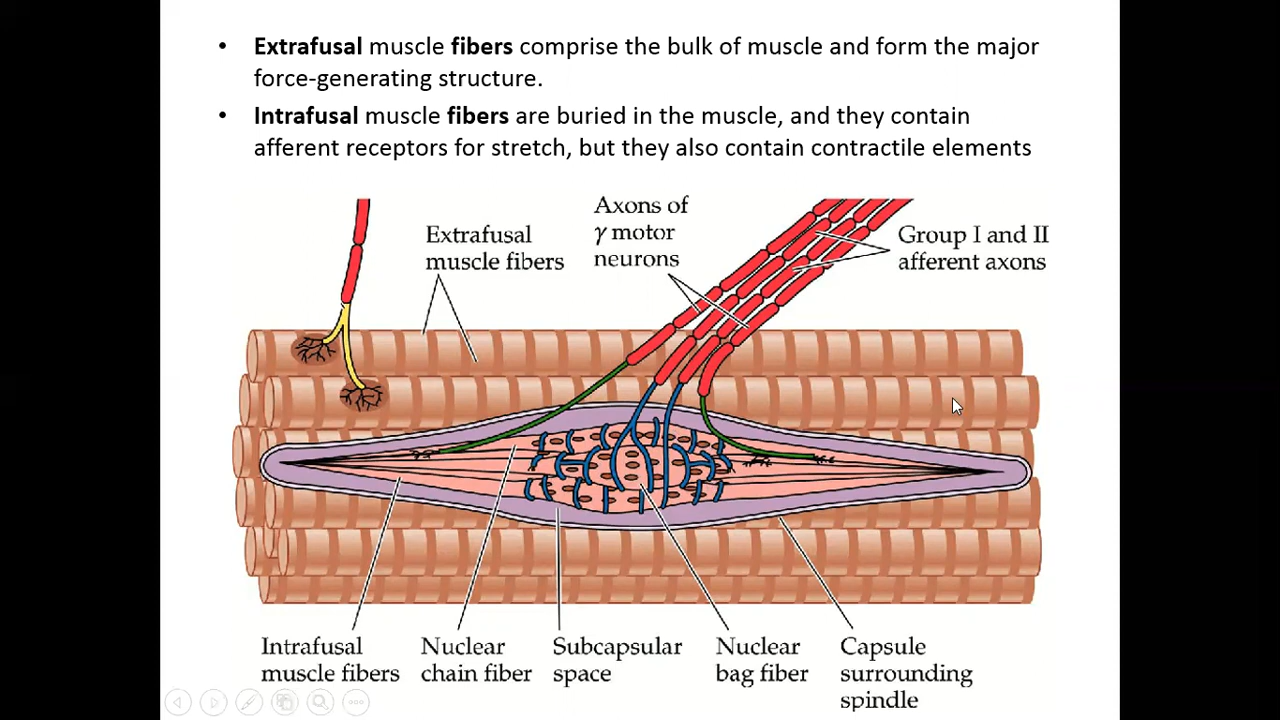 • Extrafusal muscle fibers comprise the bulk of muscle and form the major
force-generating structure.
• Intrafusal muscle fibers are buried in the muscle, and they contain
afferent receptors for stretch, but they also contain contractile elements
Axons of
γ motor
neurons
Extrafusal
muscle fibers
Group I and II
afferent axons
Intrafusal
muscle fibers
Nuclear
chain fiber
Subcapsular
space
Nuclear
bag fiber
Capsule
surrounding
spindle